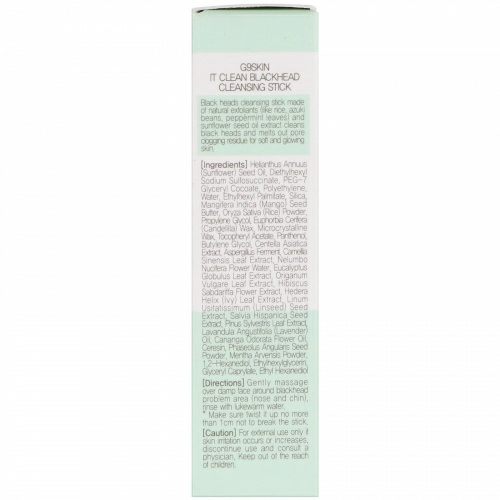 G9SKIN
IT CLEAN BLACKHEAD
CLEANSING STICK
Black heads cleansing stick made
of natural exfoliants (like rice, azuki
beans, peppermint leaves) and
sunflower seed oil extract cleans
black heads and melts out pore
clogging residue for soft and glowing
skin.
[Ingredients] Helianthus Annuus
(Sunflower) Seed Oil, Diethylhexyl
Sodium Sulfosuccinate, PEG-7
Glyceryl Cocoate, Polyethylene,
Water, Ethylhexyl Palmitate, Silica,
Mangifera Indica (Mango) Seed
Butter, Oryza Sativa (Rice) Powder,
Propylene Glycol, Euphorbia Cerifera
(Candelilla) Wax, Microcrystalline
Wax, Tocopheryl Acetate, Panthenol,
Butylene Glycol, Centella Asiatica
Extract, Aspergillus Ferment, Camellia
Sinensis Leaf Extract, Nelumbo
Nucifera Flower Water, Eucalyptus
Globulus Leaf Extract, Origanum
Vulgare Leaf Extract, Hibiscus
Sabdariffa Flower Extract, Hedera
Helix (Ivy) Leaf Extract, Linum
Usitatissimum (Linseed) Seed
Extract, Salvia Hispanica Seed
Extract, Pinus Sylvestris Leaf Extract,
Lavandula Angustifolia (Lavender)
Oil, Cananga Odorata Flower Oil,
Ceresin, Phaseolus Angularis Seed
Powder, Mentha Arvensis Powder,
1,2-Hexanediol, Ethylhexylglycerin,
Glyceryl Caprylate, Ethyl Hexanediol
[Directions] Gently massage
over damp face around blackhead
problem area (nose and chin),
rinse with lukewarm water.
* Make sure twist it up no more
than 1cm not to break the stick.
[Caution] For external use only if
skin irritation occurs or increases,
discontinue use and consult a
physician. Keep out of the reach
of children.